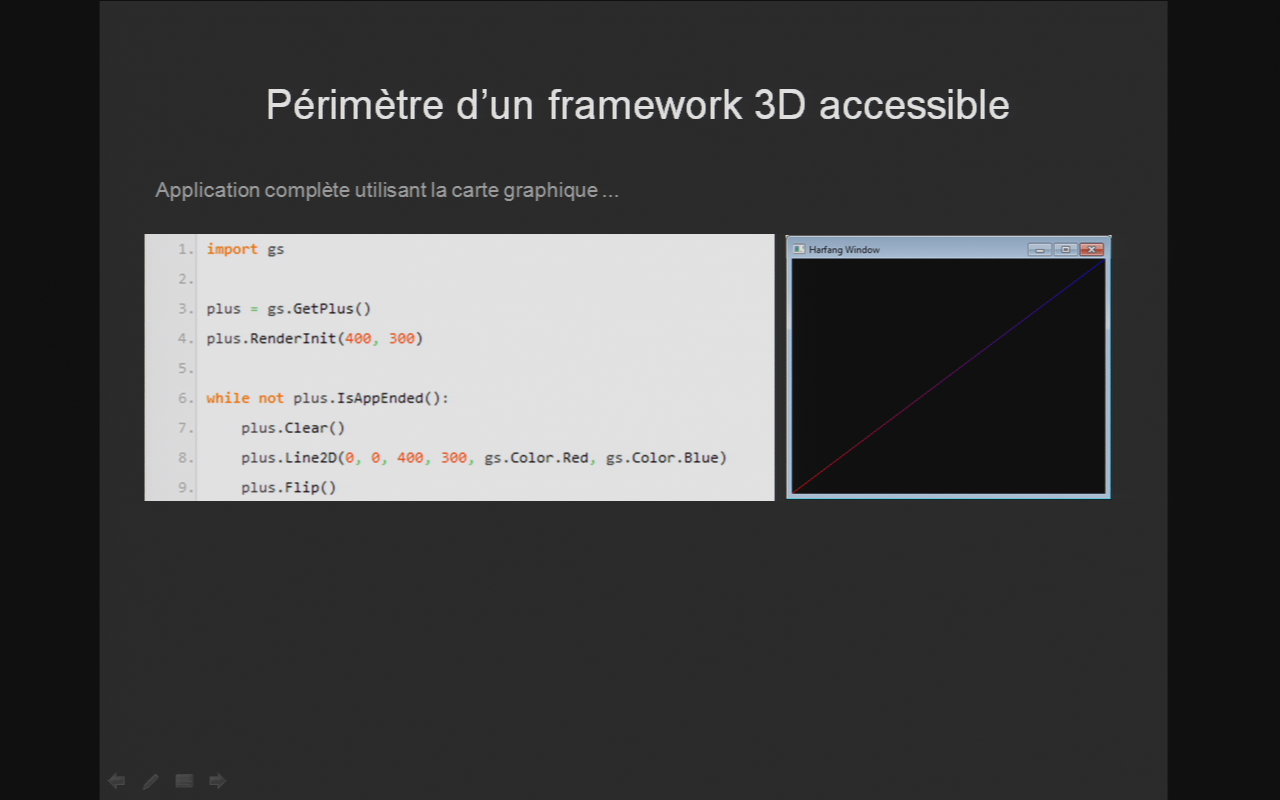 Périmètre d’un framework 3D accessible
Application complète utilisant la carte graphique ...
1. import gs
2.
3. plus = gs.GetPlus()
4. plus.RenderInit(400, 300)
5.
6. while not plus.IsAppEnded():
7.     plus.Clear()
8.     plus.Line2D(0, 0, 400, 300, gs.Color.Red, gs.Color.Blue)
9.     plus.Flip()
Harfang Window